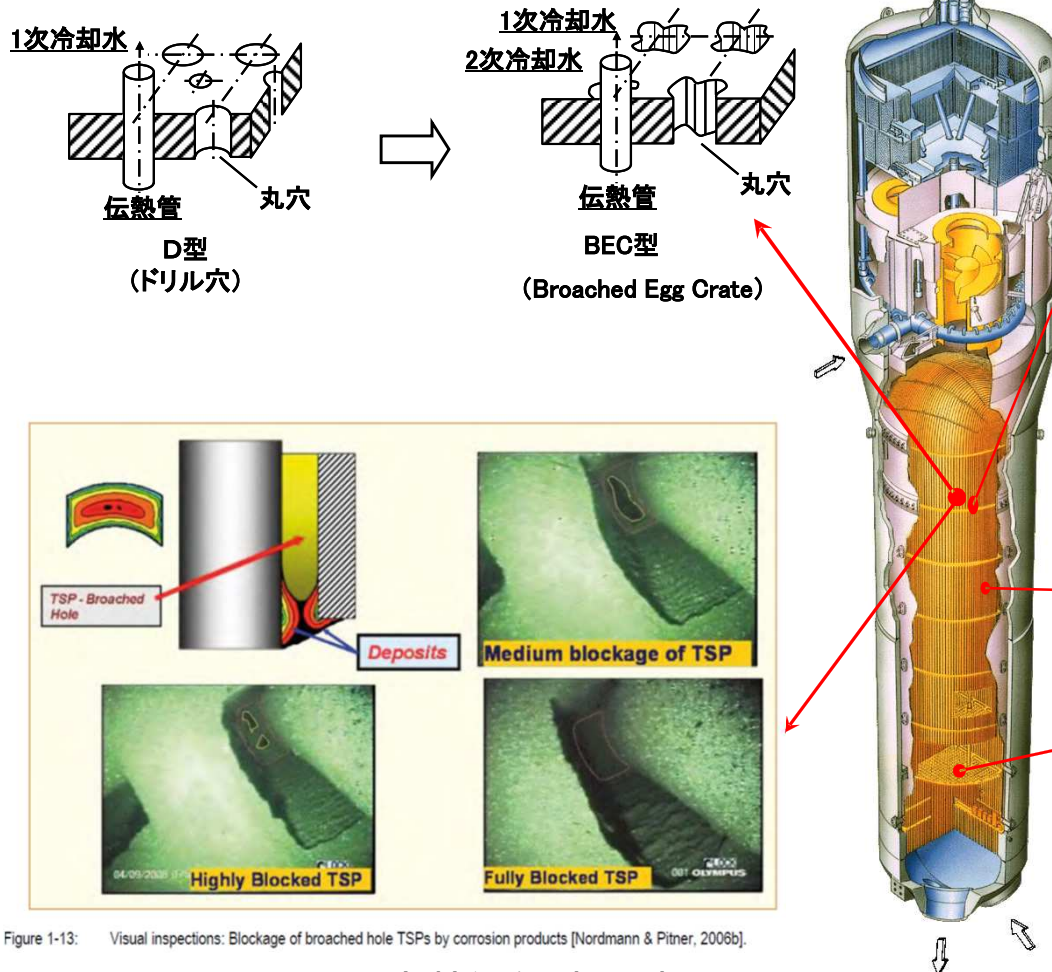 1次冷却水
伝熱管
丸穴
D型
(ドリル穴)
1次冷却水
2次冷却水
伝熱管
丸穴
BEC型
(Broached Egg Crate)
TSP - Broached
Hole
Deposits
Medium blockage of TSP
Highly Blocked TSP
Fully Blocked TSP
OLYMPUS
Figure 1-13: Visual inspections: Blockage of broached hole TSPs by corrosion products [Nordmann & Pitner, 2006b].